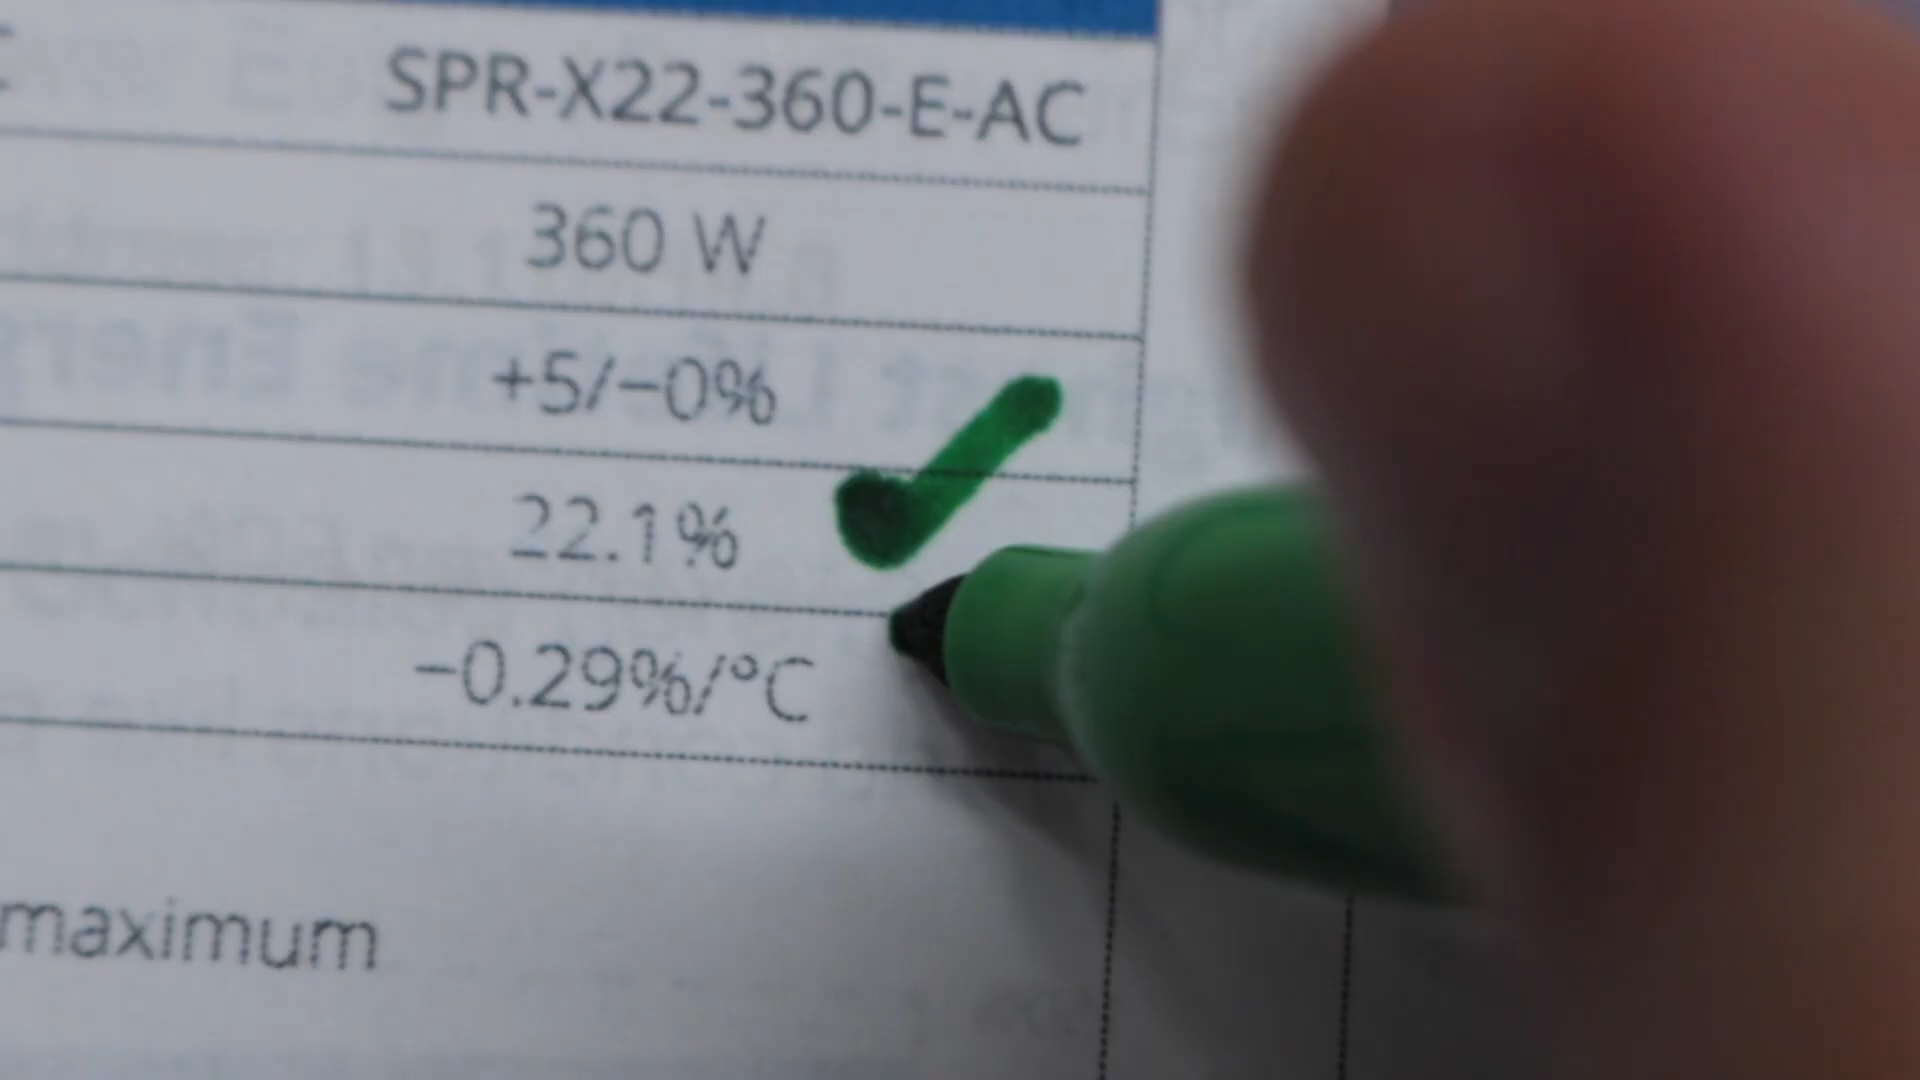 SPR-X22-360-E-AC
360 W
+5/−0%
22.1%
−0.29%/°C
maximum